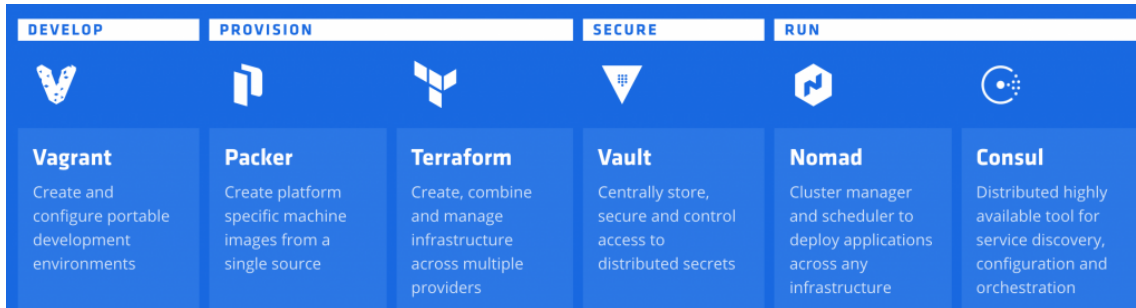 DEVELOP
PROVISION
SECURE
RUN
Vagrant
Create and
configure portable
development
environments
Packer
Create platform
specific machine
images from a
single source
Terraform
Create, combine
and manage
infrastructure
across multiple
providers
Vault
Centrally store,
secure and control
access to
distributed secrets
Nomad
Cluster manager
and scheduler to
deploy applications
across any
infrastructure
Consul
Distributed highly
available tool for
service discovery,
configuration and
orchestration